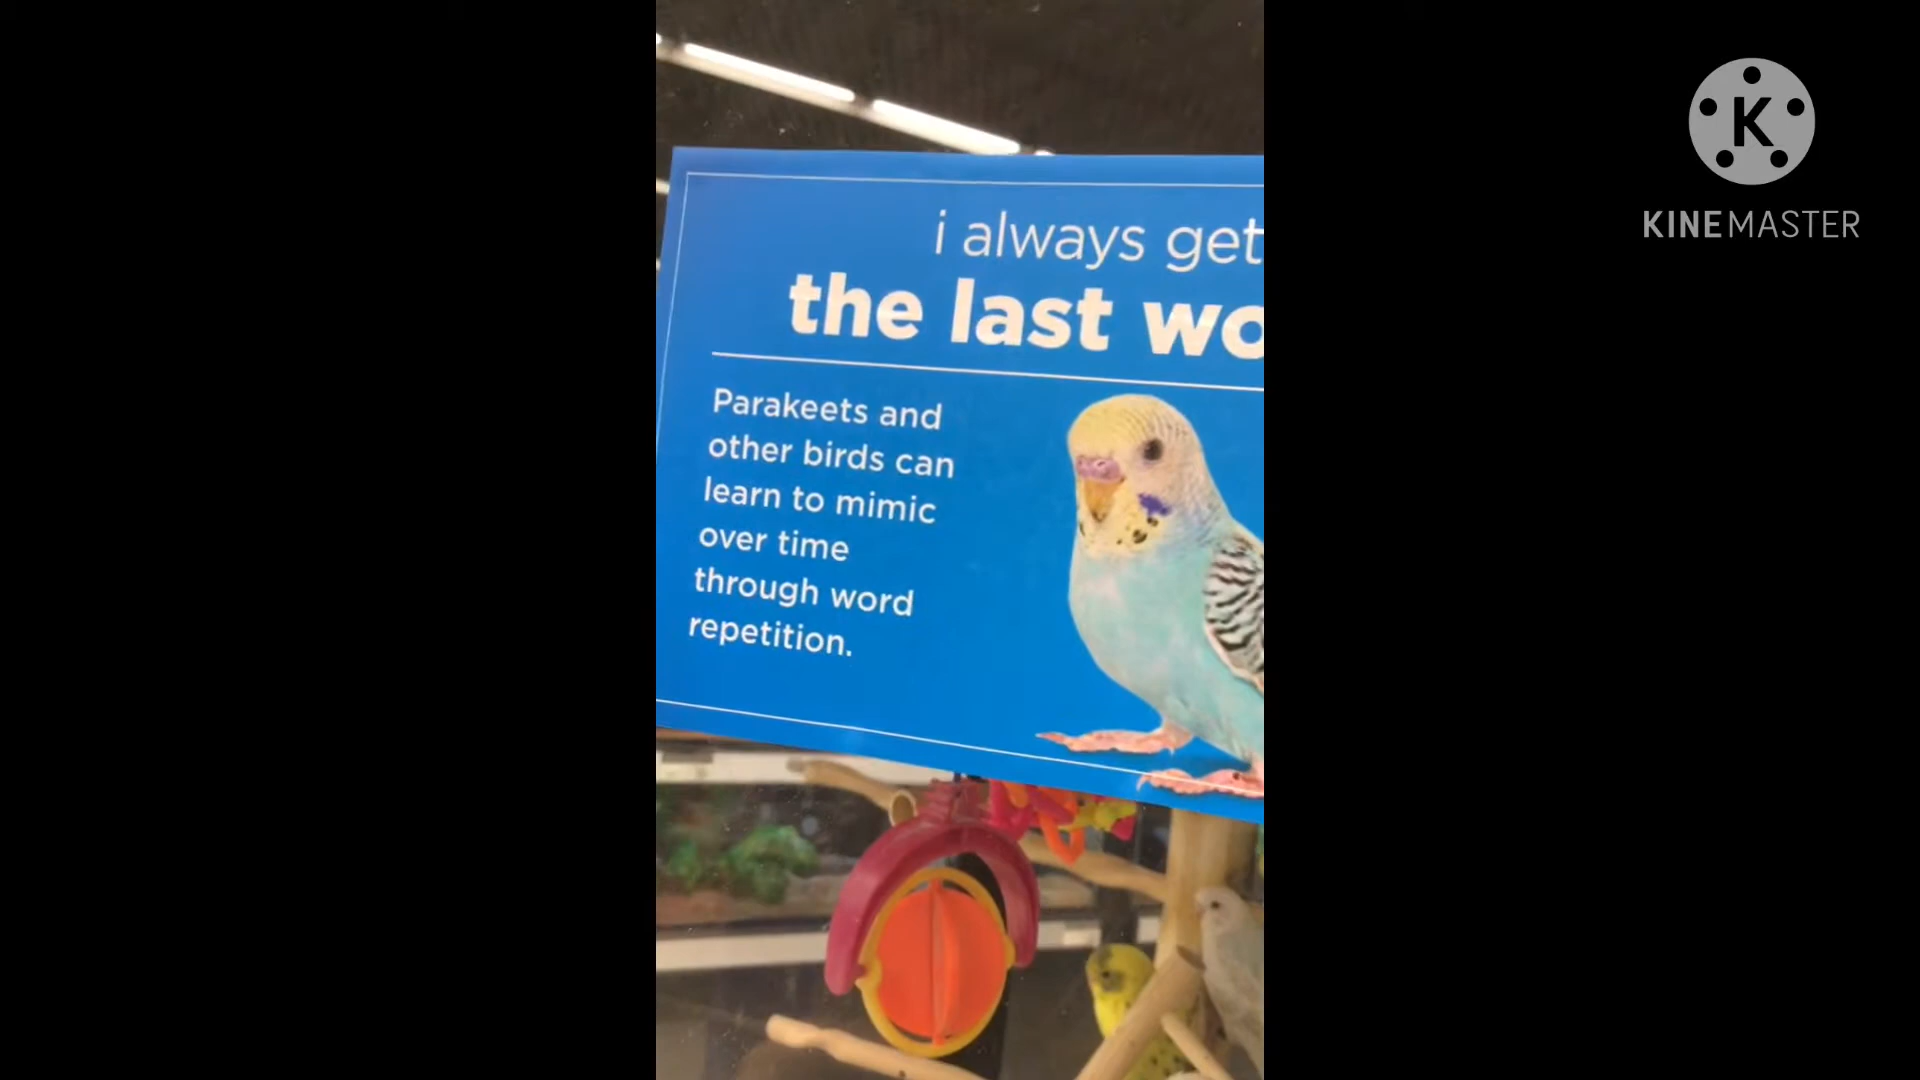 i always get
the last wo
Parakeets and
other birds can
learn to mimic
over time
through word
repetition.
K
KINEMASTER